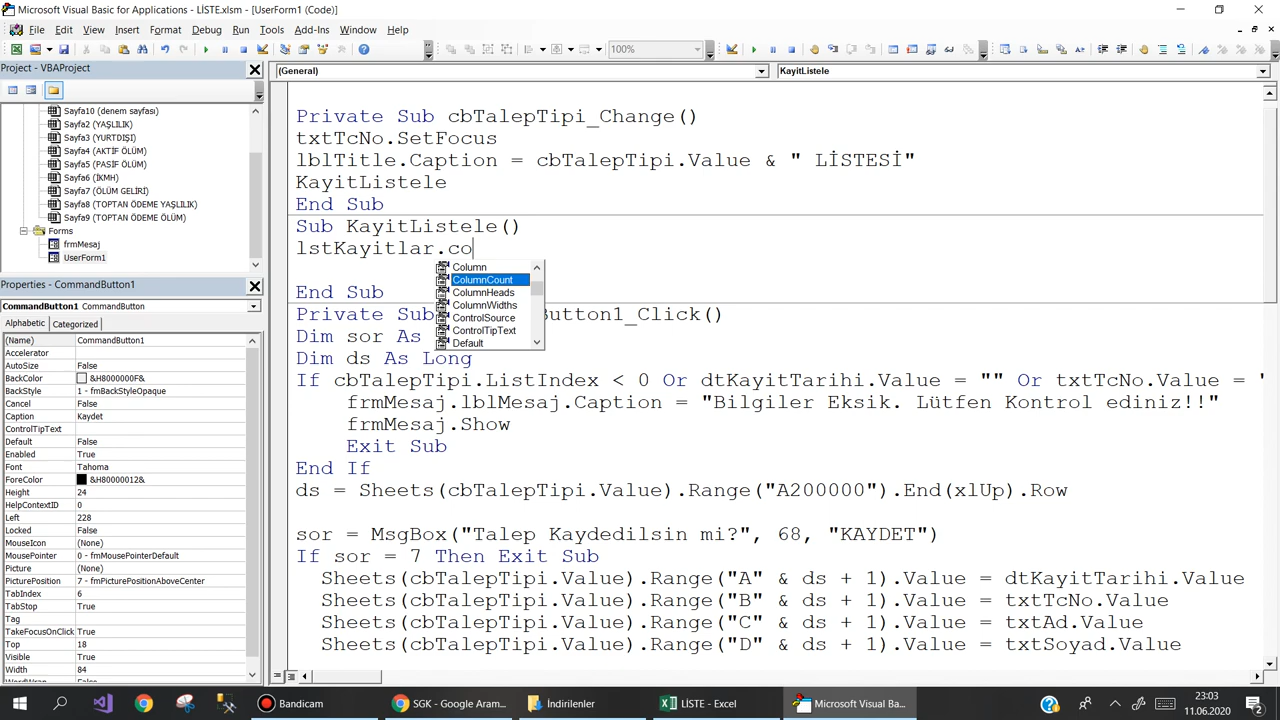 Microsoft Visual Basic for Applications - LİSTE.xlsm - [UserForm1 (Code)]
File Edit View Insert Format Debug Run Tools Add-Ins Window Help
100%
Project - VBAProject
(General)
KayitListele
Sayfa10 (denem sayfası)
Sayfa2 (YAŞLILIK)
Sayfa3 (YURTDIŞI)
Sayfa4 (AKTİF ÖLÜM)
Sayfa5 (PASİF ÖLÜM)
Sayfa6 (İKMH)
Sayfa7 (ÖLÜM GELİRİ)
Sayfa8 (TOPTAN ÖDEME YAŞLILIK)
Sayfa9 (TOPTAN ÖDEME ÖLÜM)
Forms
frmMesaj
UserForm1
Properties - CommandButton1
CommandButton1 CommandButton
Alphabetic Categorized
(Name) CommandButton1
Accelerator
AutoSize False
BackColor &H8000000F&
BackStyle 1 - fmBackStyleOpaque
Cancel False
Caption Kaydet
ControlTipText
Default False
Enabled True
Font Tahoma
ForeColor &H80000012&
Height 24
HelpContextID 0
Left 228
Locked False
MouseIcon (None)
MousePointer 0 - fmMousePointerDefault
Picture (None)
PicturePosition 7 - fmPicturePositionAboveCenter
TabIndex 6
TabStop True
Tag
TakeFocusOnClick True
Top 18
Visible True
Width 84
WordWrap False
Private Sub cbTalepTipi_Change()
txtTcNo.SetFocus
lblTitle.Caption = cbTalepTipi.Value & " LİSTESİ"
KayitListele
End Sub
Sub KayitListele()
lstKayitlar.co
Column
ColumnCount
ColumnHeads
ColumnWidths
ControlSource
ControlTipText
Default
End Sub
Private Sub Button1_Click()
Dim sor As
Dim ds As Long
If cbTalepTipi.ListIndex < 0 Or dtKayitTarihi.Value = "" Or txtTcNo.Value = '
frmMesaj.lblMesaj.Caption = "Bilgiler Eksik. Lütfen Kontrol ediniz!!"
frmMesaj.Show
Exit Sub
End If
ds = Sheets(cbTalepTipi.Value).Range("A200000").End(xlUp).Row
sor = MsgBox("Talep Kaydedilsin mi?", 68, "KAYDET")
If sor = 7 Then Exit Sub
Sheets(cbTalepTipi.Value).Range("A" & ds + 1).Value = dtKayitTarihi.Value
Sheets(cbTalepTipi.Value).Range("B" & ds + 1).Value = txtTcNo.Value
Sheets(cbTalepTipi.Value).Range("C" & ds + 1).Value = txtAd.Value
Sheets(cbTalepTipi.Value).Range("D" & ds + 1).Value = txtSoyad.Value
Bandicam
SGK - Google Aram...
İndirilenler
LİSTE - Excel
Microsoft Visual Ba...
23:03
11.06.2020
2